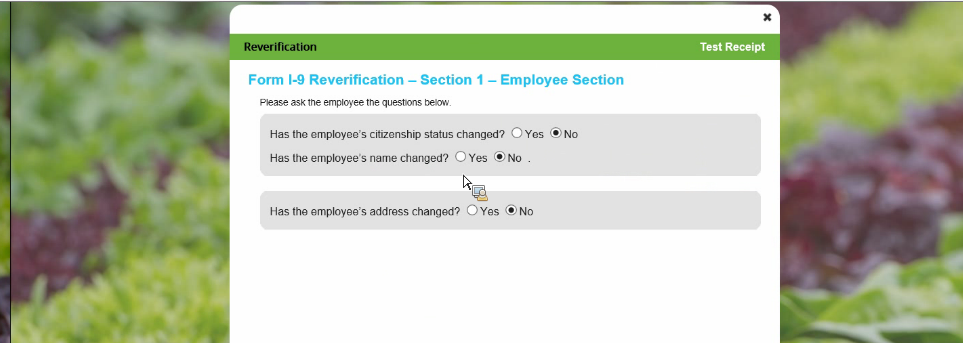 Reverification Test Receipt
Form I-9 Reverification – Section 1 – Employee Section
Please ask the employee the questions below.
Has the employee's citizenship status changed? Yes No
Has the employee's name changed? Yes No .
Has the employee's address changed? Yes No